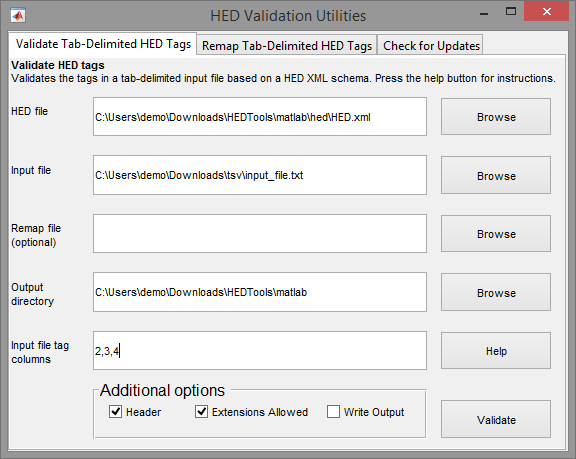 HED Validation Utilities
Validate Tab-Delimited HED Tags
Remap Tab-Delimited HED Tags
Check for Updates
Validate HED tags
Validates the tags in a tab-delimited input file based on a HED XML schema. Press the help button for instructions.
HED file
C:\Users\demo\Downloads\HEDTools\matlab\hed\HED.xml
Browse
Input file
C:\Users\demo\Downloads\tsv\input_file.txt
Browse
Remap file
(optional)
Browse
Output
directory
C:\Users\demo\Downloads\HEDTools\matlab
Browse
Input file tag
columns
2,3,4
Help
Additional options
Header
Extensions Allowed
Write Output
Validate